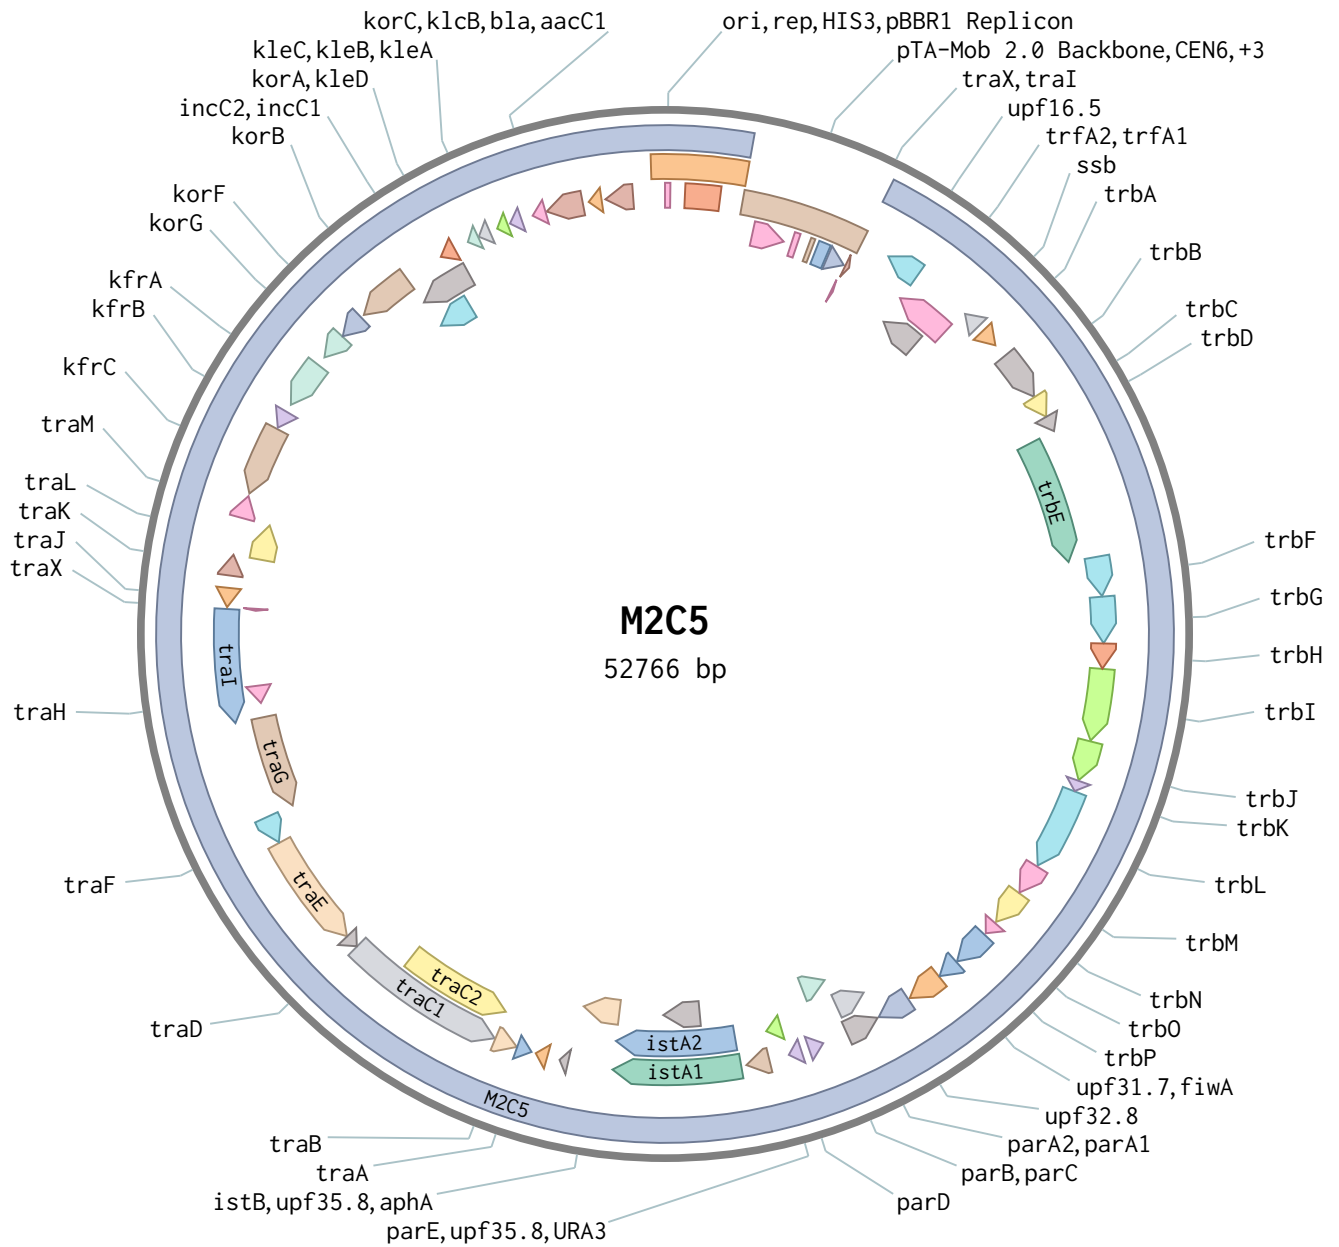 korC,klcB,bla,aacC1
ori,rep,HIS3,pBBR1 Replicon
kleC,kleB,kleA
pTA-Mob 2.0 Backbone,CEN6,+3
korA,kleD
traX,traI
incC2,incC1
upf16.5
korB
trfA2,trfA1
ssb
korF
trbA
korG
trbB
kfrA
trbC
kfrB
trbD
kfrC
traM
traL
trbE
traK
traJ
trbF
traX
trbG
M2C5
52766 bp
trbH
traI
traH
trbI
traG
trbJ
trbK
traF
traE
trbL
trbM
traC2
traC1
trbN
traD
istA2
trbO
istA1
trbP
upf31.7,fiwA
M2C5
upf32.8
traB
parA2,parA1
traA
parB,parC
istB,upf35.8,aphA
parD
parE,upf35.8,URA3